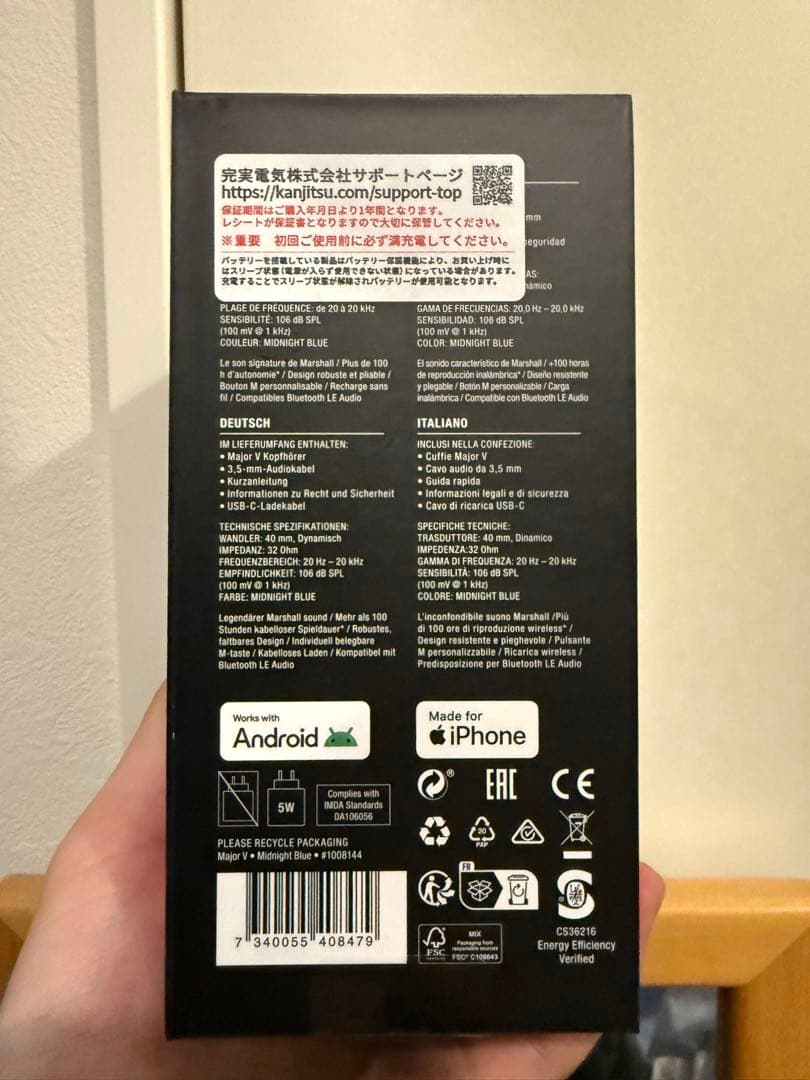 完実電気株式会社サポートページ
https://kanjitsu.com/support-top
保証期間はご購入年月日より1年間となります。
レシートが保証書となりますので大切に保管してください。
※重要 初回ご使用前に必ず満充電してください。
バッテリーを搭載している製品はバッテリー保護機能により、お買い上げ時に
はスリープ状態(電源が入らず使用できない状態)になっている場合があります。
充電することでスリープ状態が解除されバッテリーが使用可能となります。
mm
seguridad
AS:
námico
PLAGE DE FRÉQUENCE: de 20 à 20 kHz
SENSIBILITÉ: 106 dB SPL
(100 mV @ 1 kHz)
COULEUR: MIDNIGHT BLUE
Le son signature de Marshall / Plus de 100
h d'autonomie* / Design robuste et pliable /
Bouton M personnalisable / Recharge sans
fil / Compatibles Bluetooth LE Audio
GAMA DE FRECUENCIAS: 20,0 Hz – 20,0 kHz
SENSIBILIDAD: 106 dB SPL
(100 mV @ 1 kHz)
COLOR: MIDNIGHT BLUE
El sonido característico de Marshall / +100 horas
de reproducción inalámbrica* / Diseño resistente
y plegable / Botón M personalizable / Carga
inalámbrica / Compatible con Bluetooth LE Audio
DEUTSCH
IM LIEFERUMFANG ENTHALTEN:
• Major V Kopfhörer
• 3,5-mm-Audiokabel
• Kurzanleitung
• Informationen zu Recht und Sicherheit
• USB-C-Ladekabel
TECHNISCHE SPEZIFIKATIONEN:
WANDLER: 40 mm, Dynamisch
IMPEDANZ: 32 Ohm
FREQUENZBEREICH: 20 Hz – 20 kHz
EMPFINDLICHKEIT: 106 dB SPL
(100 mV @ 1 kHz)
FARBE: MIDNIGHT BLUE
Legendärer Marshall sound / Mehr als 100
Stunden kabelloser Spieldauer* / Robustes,
faltbares Design / Individuell belegbare
M-taste / Kabelloses Laden / Kompatibel mit
Bluetooth LE Audio
ITALIANO
INCLUSI NELLA CONFEZIONE:
• Cuffie Major V
• Cavo audio da 3,5 mm
• Guida rapida
• Informazioni legali e di sicurezza
• Cavo di ricarica USB-C
SPECIFICHE TECNICHE:
TRASDUTTORE: 40 mm, Dinamico
IMPEDENZA:32 Ohm
GAMMA DI FREQUENZA: 20 Hz – 20 kHz
SENSIBILITÀ: 106 dB SPL
(100 mV @ 1 kHz)
COLORE: MIDNIGHT BLUE
L'inconfondibile suono Marshall /Più
di 100 ore di riproduzione wireless* /
Design resistente e pieghevole / Pulsante
M personalizzabile / Ricarica wireless /
Predisposizione per Bluetooth LE Audio
Works with
Android
Made for
iPhone
5W
Complies with
IMDA Standards
DA106056
EAC
CE
PLEASE RECYCLE PACKAGING
Major V • Midnight Blue • #1008144
20
PAP
FR
7 340055 408479
FSC
MIX
Packaging from
responsible sources
FSC® C109643
CS36216
Energy Efficiency
Verified